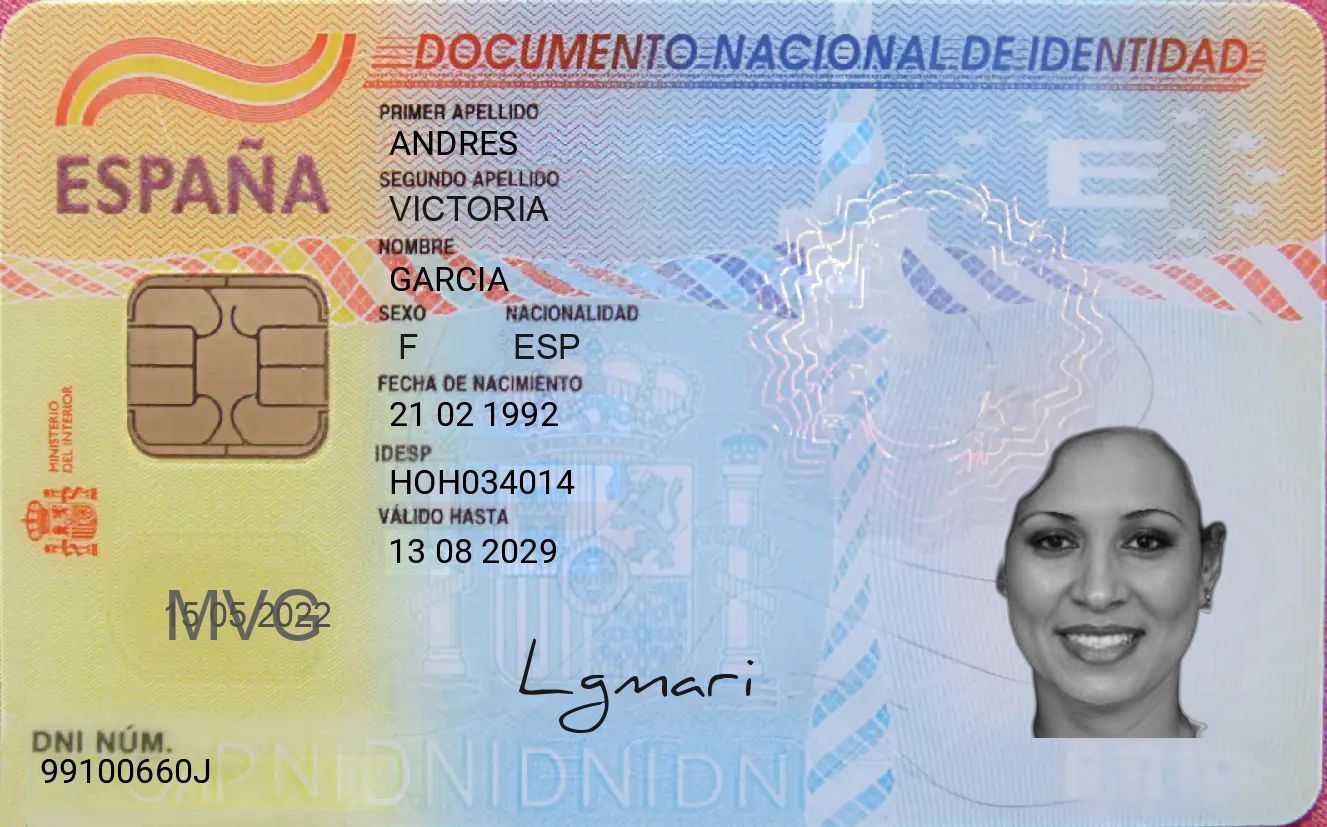 DOCUMENTO NACIONAL DE IDENTIDAD
ESPAÑA
PRIMER APELLIDO
ANDRES
SEGUNDO APELLIDO
VICTORIA
NOMBRE
GARCIA
SEXO NACIONALIDAD
F ESP
FECHA DE NACIMIENTO
21 02 1992
IDESP
HOH034014
VÁLIDO HASTA
13 08 2029
MINISTERIO
DEL INTERIOR
E
MVG
15 05 2022
Lgmari
DNI NÚM.
99100660J
DNIDNIDNIDNI